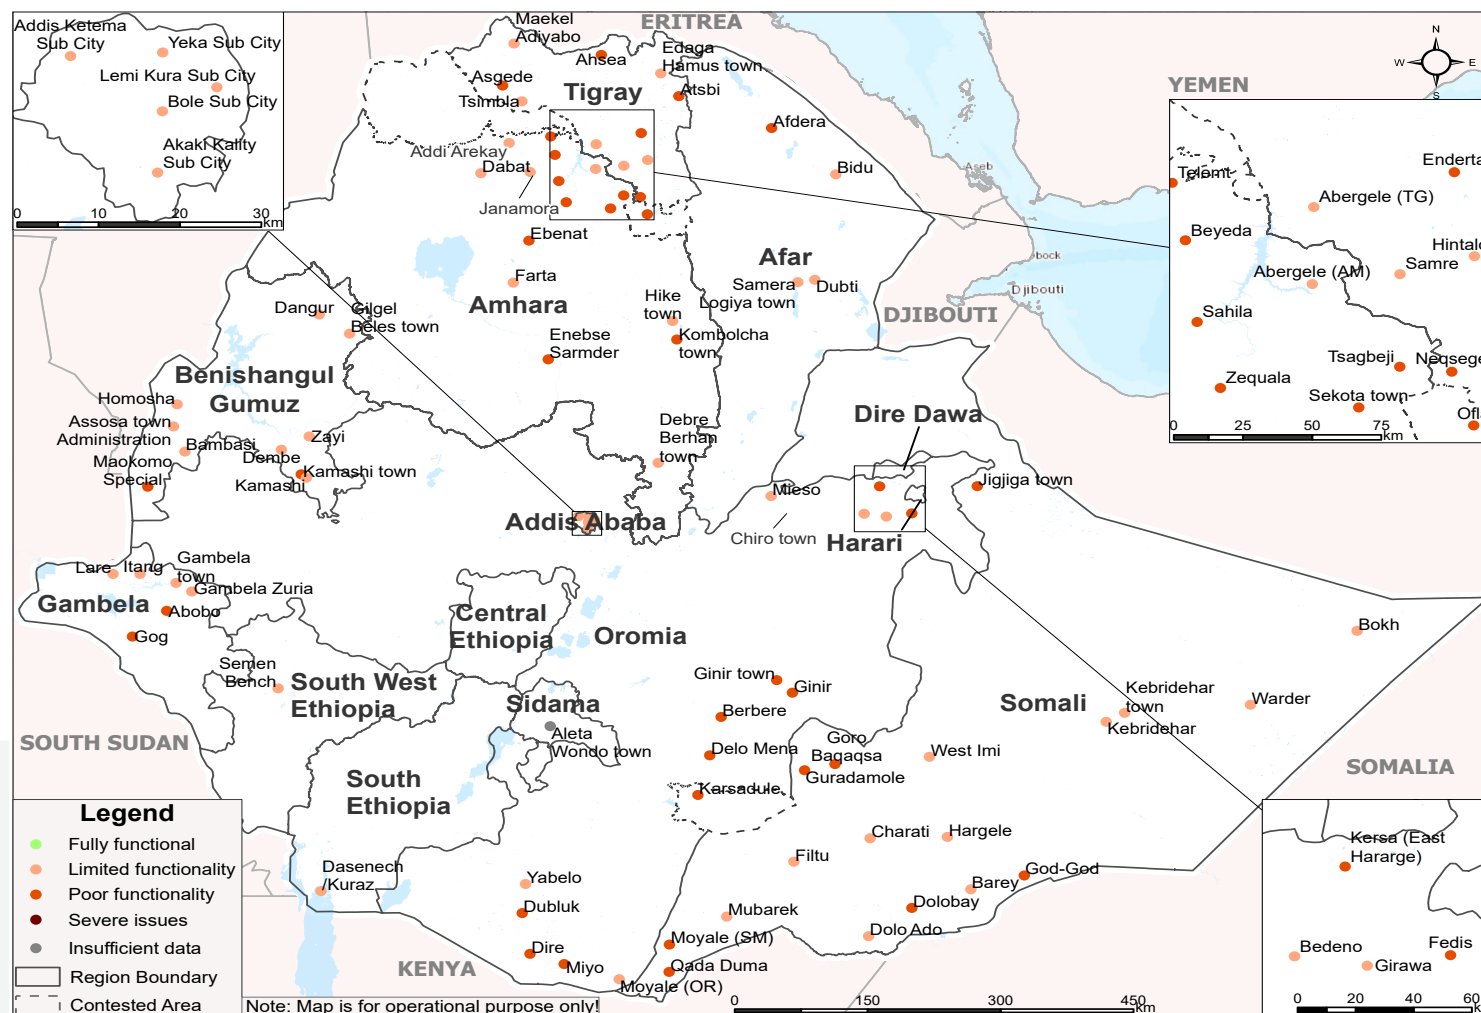 Addis Ketema
Sub City
Yeka Sub City
Lemi Kura Sub City
Bole Sub City
Akaki Kality
Sub City
0 10 20 30
km
Maekel
Adiyabo
ERITREA
Ahsea
Edaga
Hamus town
Asgede
Tsimbla
Tigray
Atsbi
Afdera
Addi Arekay
Dabat
Janamora
Bidu
Aseb
Ebenat
Farta
Amhara
Afar
Samera
Logiya town
Dubti
Djibouti
DJIBOUTI
YEMEN
N
W E
S
Telemt
Enderta
Abergele (TG)
Beyeda
Hintalo
Samre
Abergele (AM)
Sahila
Tsagbeji
Neqsege
Zequala
Sekota town
Ofl
0 25 50 75
km
Dangur
Gilgel
Beles town
Hike
town
Kombolcha
town
Enebse
Sarmder
Benishangul
Gumuz
Homosha
Assosa town
Administration
Bambasi
Maokomo
Special
Zayi
Dembe
Kamashi town
Kamashi
Debre
Berhan
town
Dire Dawa
Mieso
Jigjiga town
Addis Ababa
Chiro town
Harari
Lare
Itang
Gambela
town
Gambela Zuria
Gambela
Abobo
Gog
Central
Ethiopia
Oromia
Bokh
Semen
Bench
South West
Ethiopia
Sidama
Aleta
Wondo town
Ginir town
Ginir
Berbere
Delo Mena
Goro
Bagaqsa
Guradamole
West Imi
Somali
Kebridehar
town
Kebridehar
Warder
SOUTH SUDAN
South
Ethiopia
Karsadule
SOMALIA
Charati
Hargele
Filtu
Dasenech
/Kuraz
Yabelo
Dubluk
Mubarek
Barey
God-God
Dolobay
Dolo Ado
Dire
Miyo
Moyale (SM)
Qada Duma
Moyale (OR)
KENYA
Kersa (East
Hararge)
Bedeno
Girawa
Fedis
0 20 40 60
Legend
Fully functional
Limited functionality
Poor functionality
Severe issues
Insufficient data
Region Boundary
Contested Area
Note: Map is for operational purpose only!
0 150 300 450
km